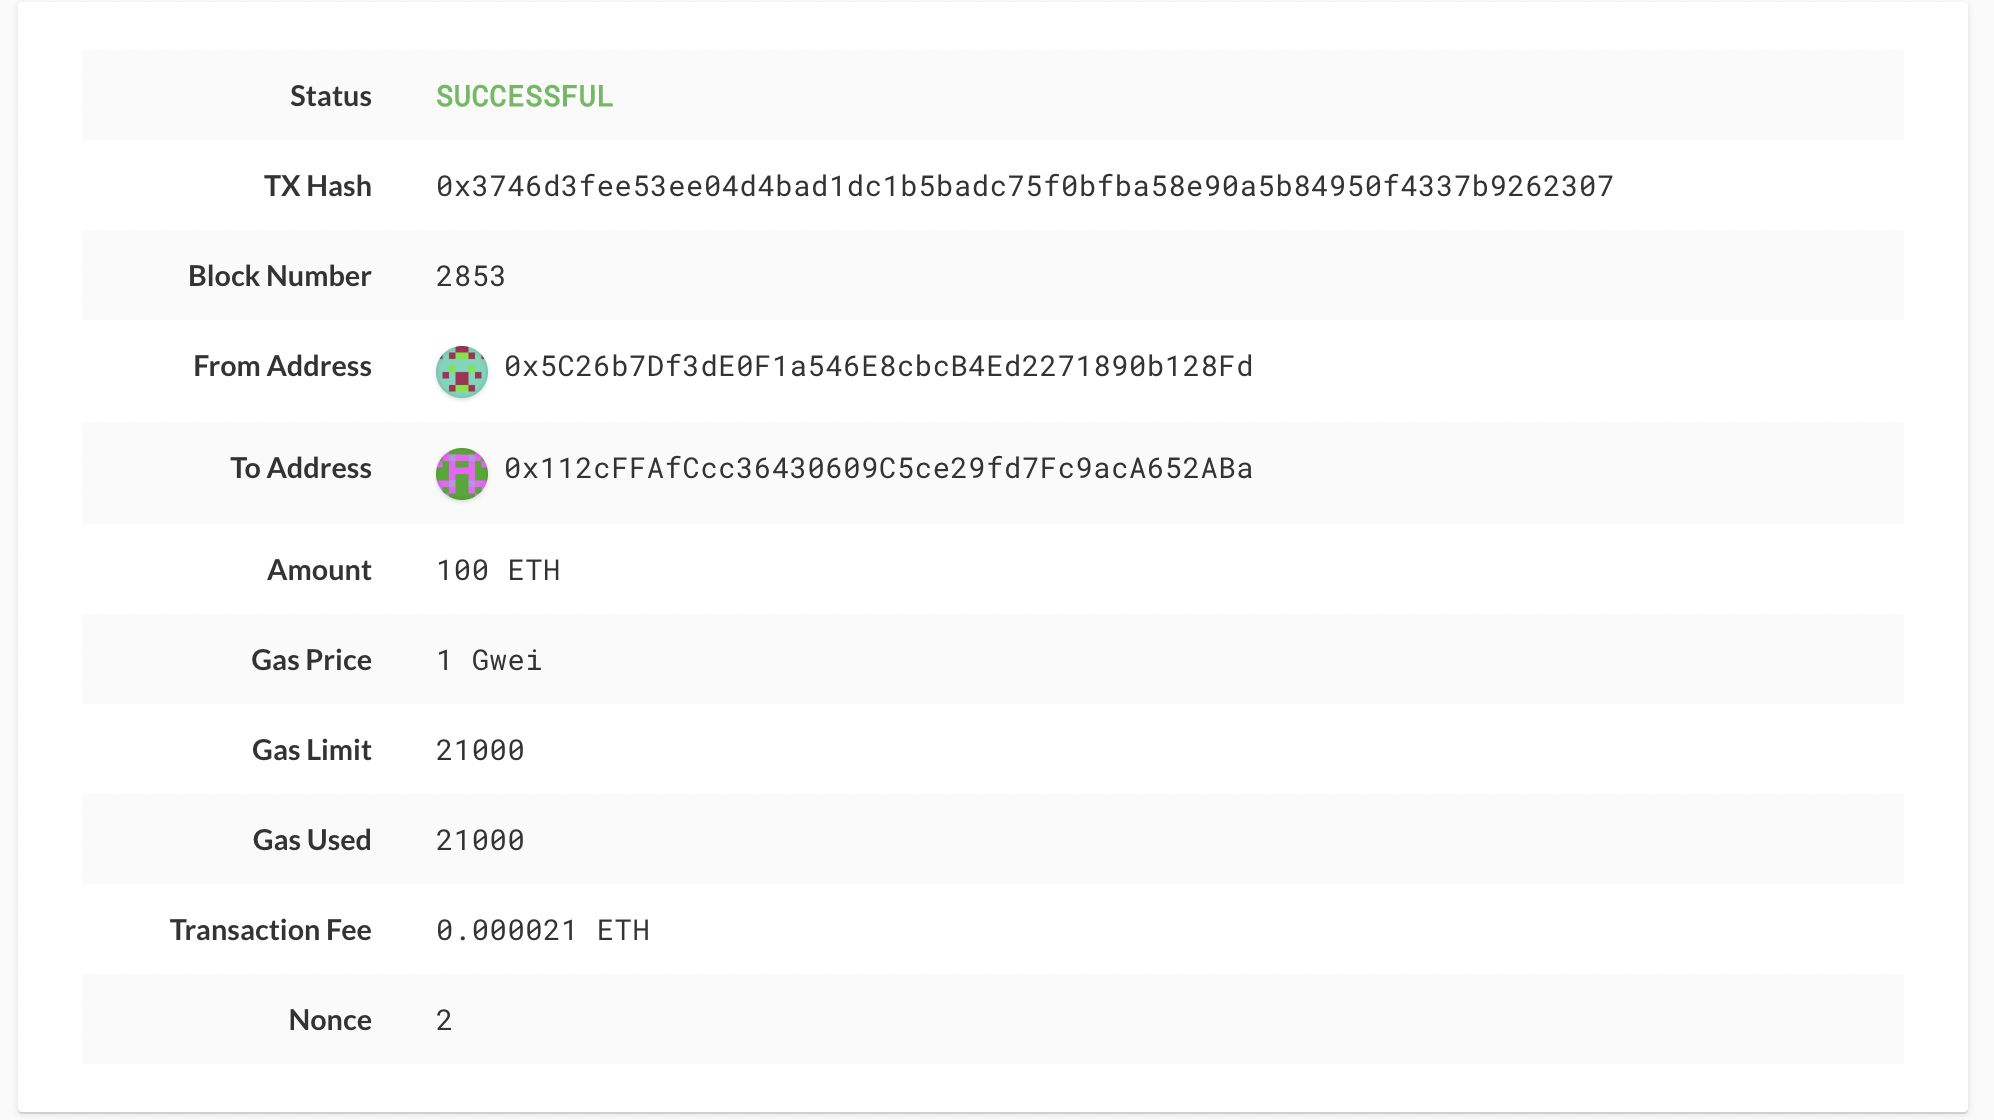 Status SUCCESSFUL
TX Hash 0x3746d3fee53ee04d4bad1dc1b5badc75f0bfba58e90a5b84950f4337b9262307
Block Number 2853
From Address 0x5C26b7Df3dE0F1a546E8cbcB4Ed2271890b128Fd
To Address 0x112cFFAfCcc36430609C5ce29fd7Fc9acA652ABa
Amount 100 ETH
Gas Price 1 Gwei
Gas Limit 21000
Gas Used 21000
Transaction Fee 0.000021 ETH
Nonce 2